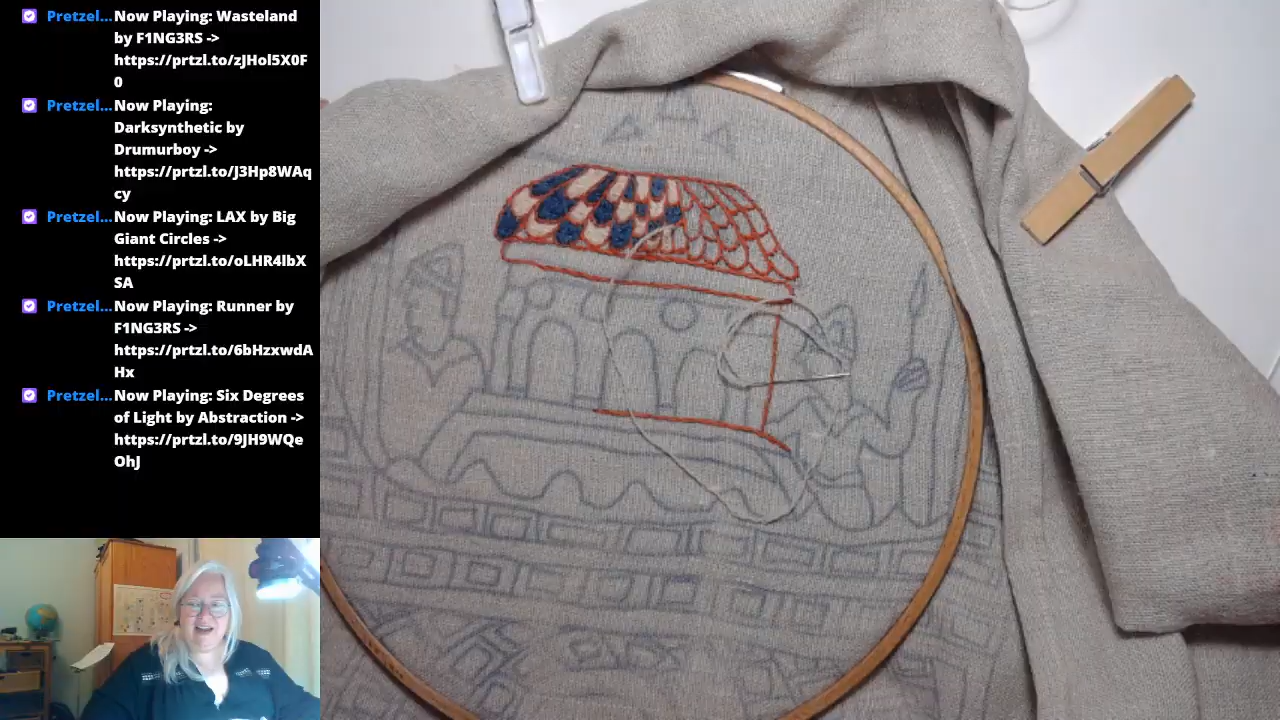 Pretzel... Now Playing: Wasteland
by F1NG3RS ->
https://prtzl.to/zJHol5X0F
0
Pretzel... Now Playing:
Darksynthetic by
Drumurboy ->
https://prtzl.to/J3Hp8WAq
cy
Pretzel... Now Playing: LAX by Big
Giant Circles ->
https://prtzl.to/oLHR4lbX
SA
Pretzel... Now Playing: Runner by
F1NG3RS ->
https://prtzl.to/6bHzxwdA
Hx
Pretzel... Now Playing: Six Degrees
of Light by Abstraction ->
https://prtzl.to/9JH9WQe
OhJ